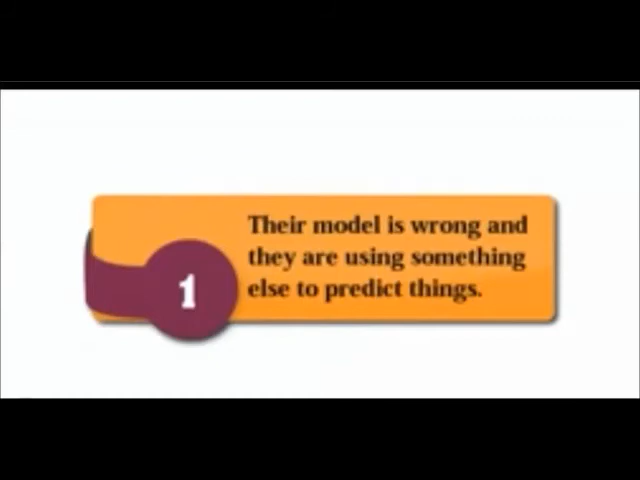 Their model is wrong and
they are using something
else to predict things.
1